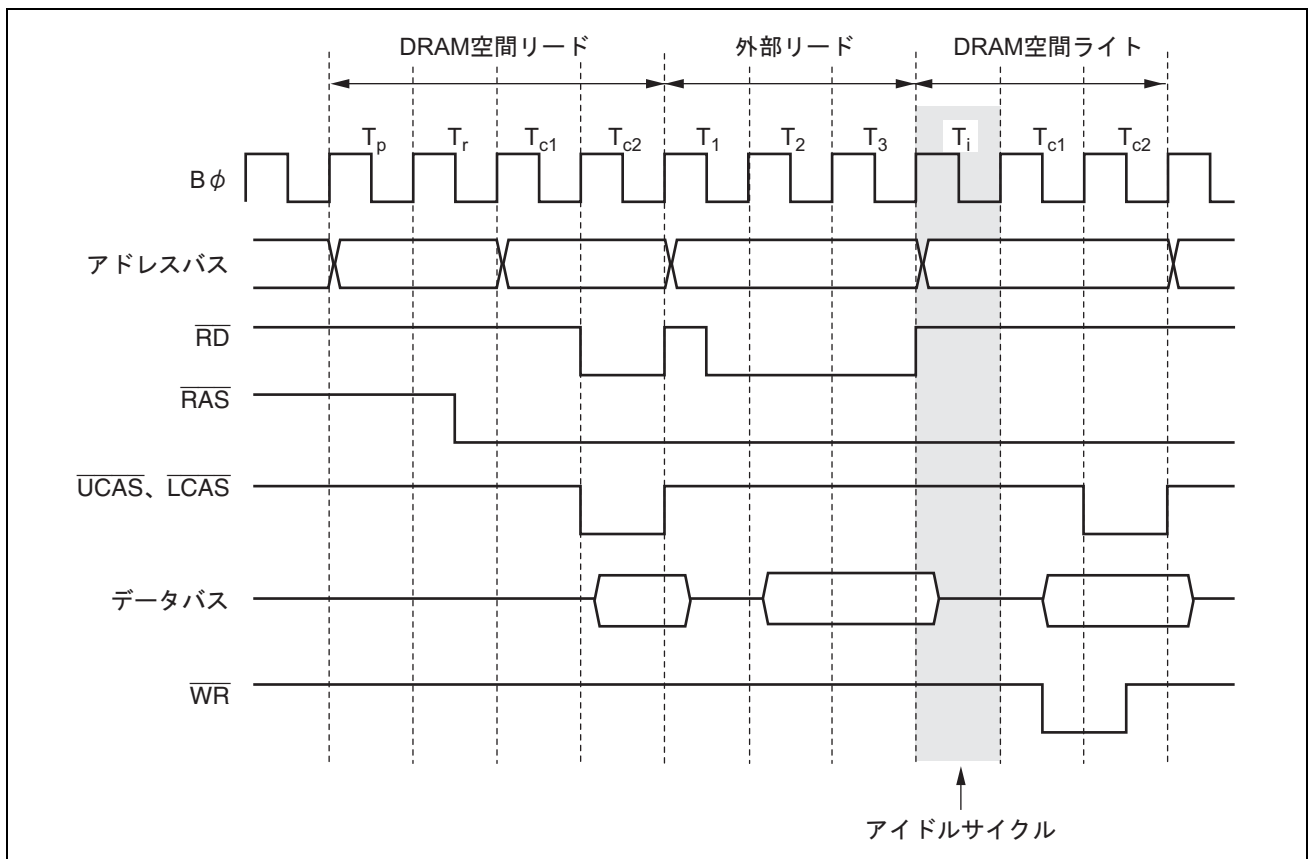 DRAM空間リード 外部リード DRAM空間ライト
Tp Tr Tc1 Tc2 T1 T2 T3 Ti Tc1 Tc2
Bφ
アドレスバス
RD
RAS
UCAS、LCAS
データバス
WR
アイドルサイクル